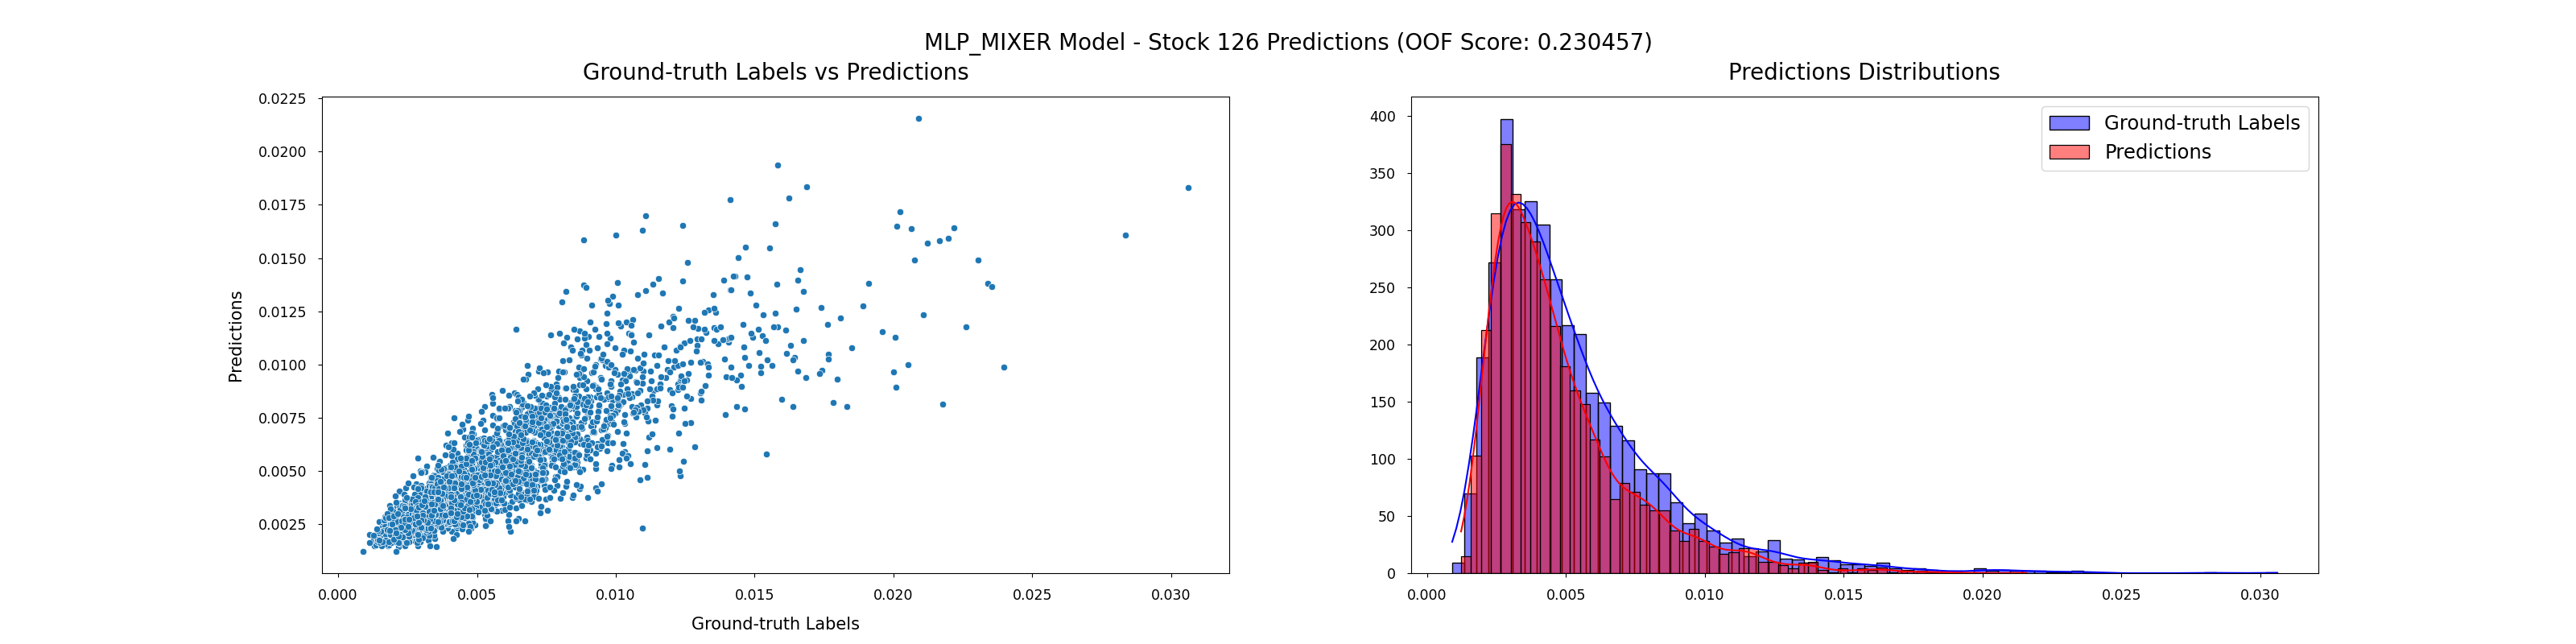 MLP_MIXER Model - Stock 126 Predictions (OOF Score: 0.230457)
Ground-truth Labels vs Predictions
0.0225
0.0200
0.0175
0.0150
0.0125
0.0100
0.0075
0.0050
0.0025
Predictions
0.000 0.005 0.010 0.015 0.020 0.025 0.030
Ground-truth Labels
Predictions Distributions
Ground-truth Labels
Predictions
400
350
300
250
200
150
100
50
0
0.000 0.005 0.010 0.015 0.020 0.025 0.030